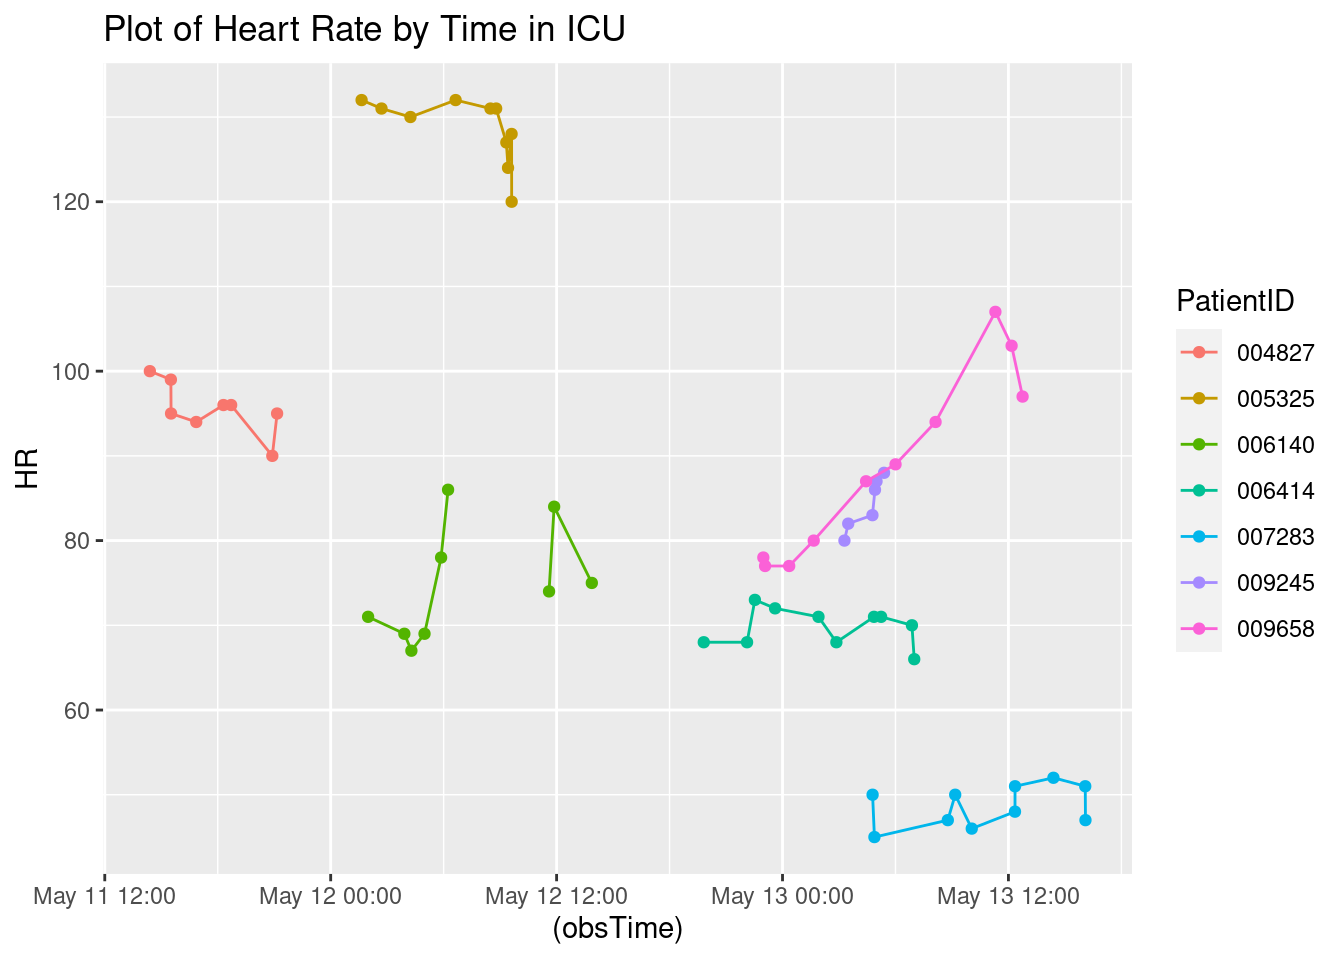 Plot of Heart Rate by Time in ICU
HR
120
100
80
60
May 11 12:00
May 12 00:00
May 12 12:00
May 13 00:00
May 13 12:00
(obsTime)
PatientID
004827
005325
006140
006414
007283
009245
009658